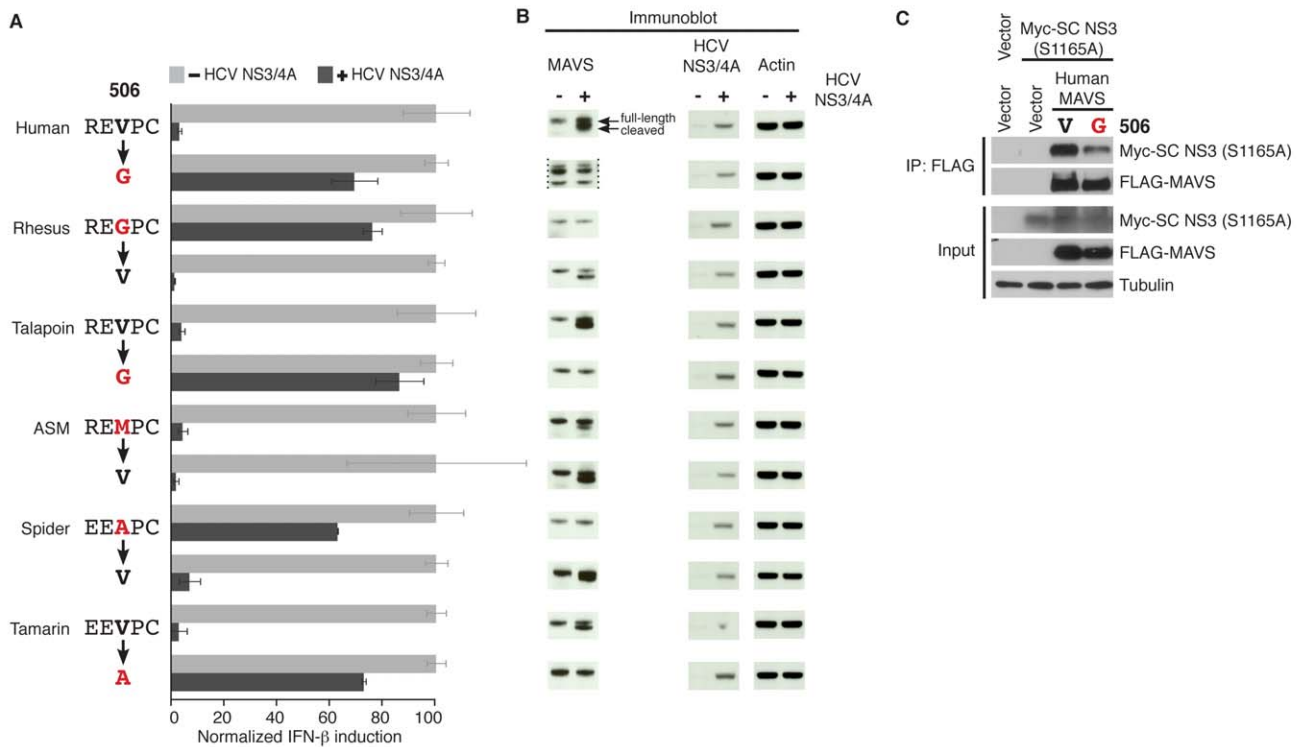 A
506
− HCV NS3/4A + HCV NS3/4A
Human REVPC
G
Rhesus REGPC
V
Talapoin REVPC
G
ASM REMPC
V
Spider EEAPC
V
Tamarin EEVPC
A
0 20 40 60 80 100
Normalized IFN-β induction
B
Immunoblot
MAVS
HCV
NS3/4A
Actin
HCV
NS3/4A
- + - + - +
full-length
cleaved
C
Vector
Myc-SC NS3
(S1165A)
Vector
Vector
Human
MAVS
V G 506
IP: FLAG
Myc-SC NS3 (S1165A)
FLAG-MAVS
Input
Myc-SC NS3 (S1165A)
FLAG-MAVS
Tubulin